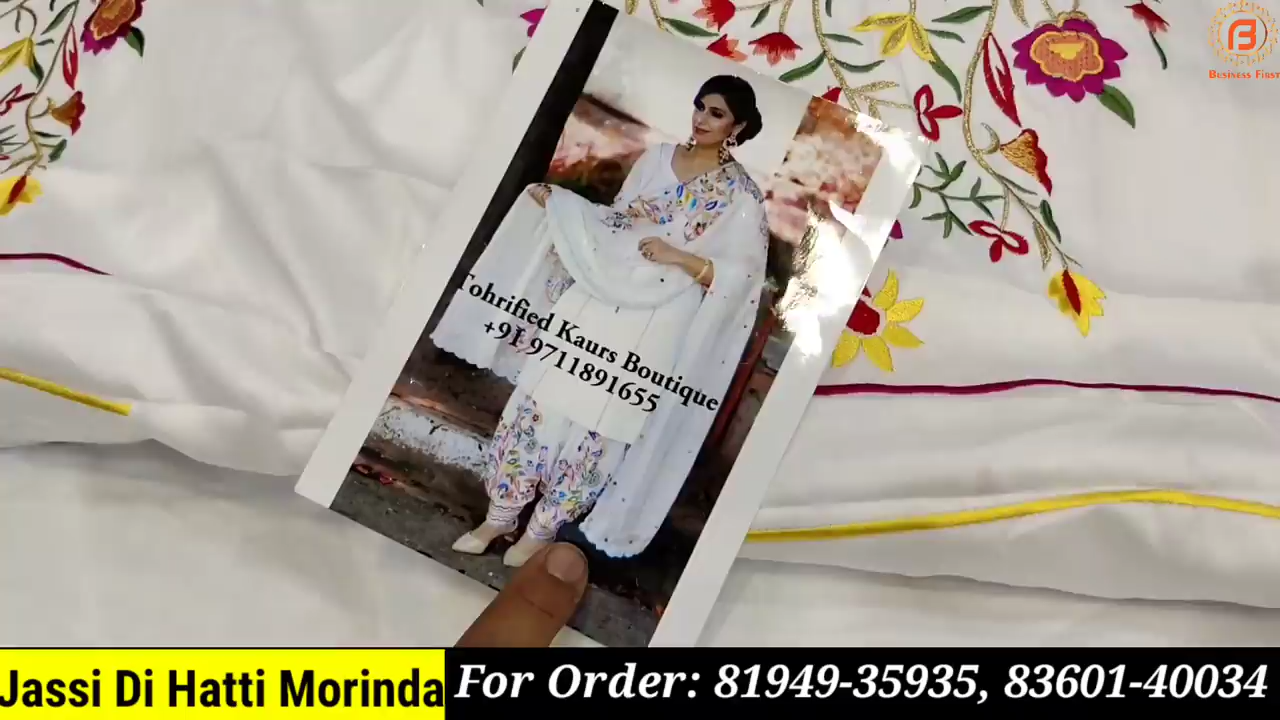 BUSINESS FIRST
Tohrified Kaurs Boutique
+91 9711891655
Jassi Di Hatti Morinda
For Order: 81949-35935, 83601-40034